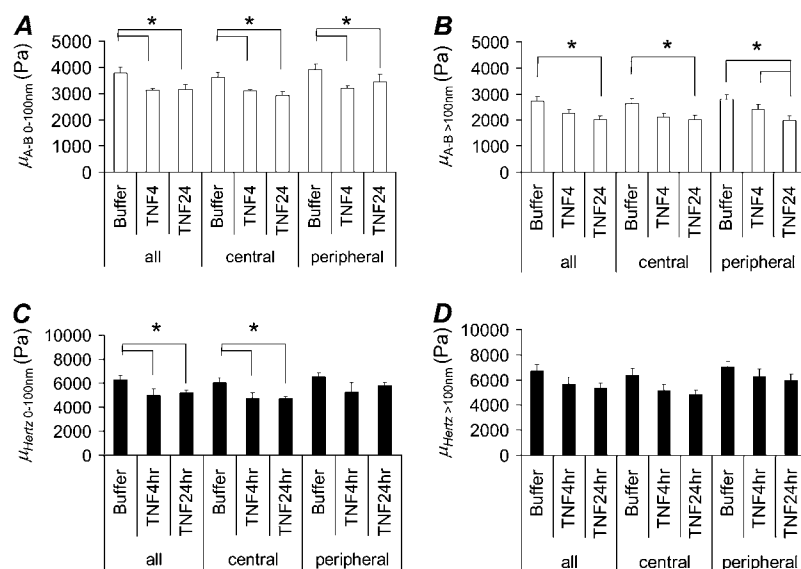 A
μA-B 0-100nm (Pa)
5000
4000
3000
2000
1000
0
* * *
Buffer TNF4 TNF24 Buffer TNF4 TNF24 Buffer TNF4 TNF24
all central peripheral
B
μA-B >100nm (Pa)
5000
4000
3000
2000
1000
0
* * *
Buffer TNF4 TNF24 Buffer TNF4 TNF24 Buffer TNF4 TNF24
all central peripheral
C
μHertz 0-100nm (Pa)
10000
8000
6000
4000
2000
0
* *
Buffer TNF4hr TNF24hr Buffer TNF4hr TNF24hr Buffer TNF4hr TNF24hr
all central peripheral
D
μHertz >100nm (Pa)
10000
8000
6000
4000
2000
0
Buffer TNF4hr TNF24hr Buffer TNF4hr TNF24hr Buffer TNF4hr TNF24hr
all central peripheral